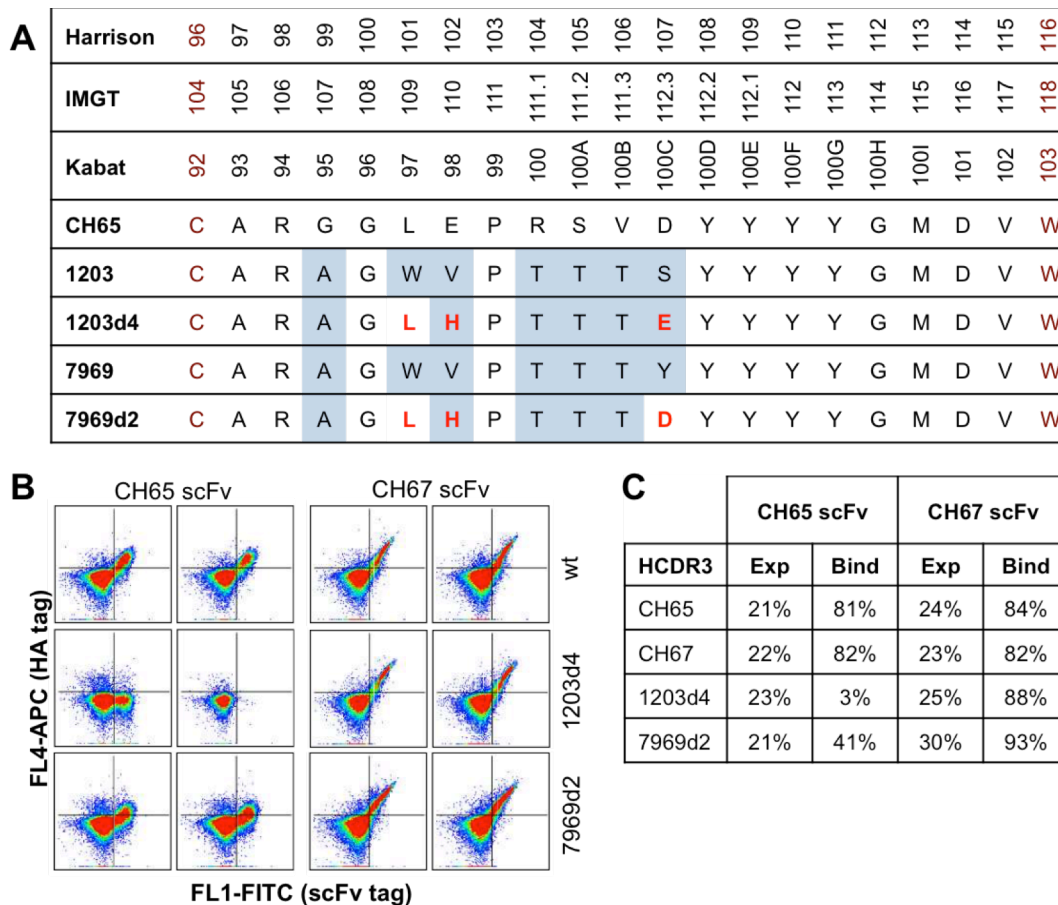 A
Harrison 96 97 98 99 100 101 102 103 104 105 106 107 108 109 110 111 112 113 114 115 116
IMGT 104 105 106 107 108 109 110 111 111.1 111.2 111.3 112.3 112.2 112.1 112 113 114 115 116 117 118
Kabat 92 93 94 95 96 97 98 99 100 100A 100B 100C 100D 100E 100F 100G 100H 100I 101 102 103
CH65 C A R G G L E P R S V D Y Y Y Y G M D V W
1203 C A R A G W V P T T T S Y Y Y Y G M D V W
1203d4 C A R A G L H P T T T E Y Y Y Y G M D V W
7969 C A R A G W V P T T T Y Y Y Y Y G M D V W
7969d2 C A R A G L H P T T T D Y Y Y Y G M D V W
B
CH65 scFv CH67 scFv
FL4-APC (HA tag)
wt
1203d4
7969d2
FL1-FITC (scFv tag)
C
CH65 scFv CH67 scFv
HCDR3 Exp Bind Exp Bind
CH65 21% 81% 24% 84%
CH67 22% 82% 23% 82%
1203d4 23% 3% 25% 88%
7969d2 21% 41% 30% 93%